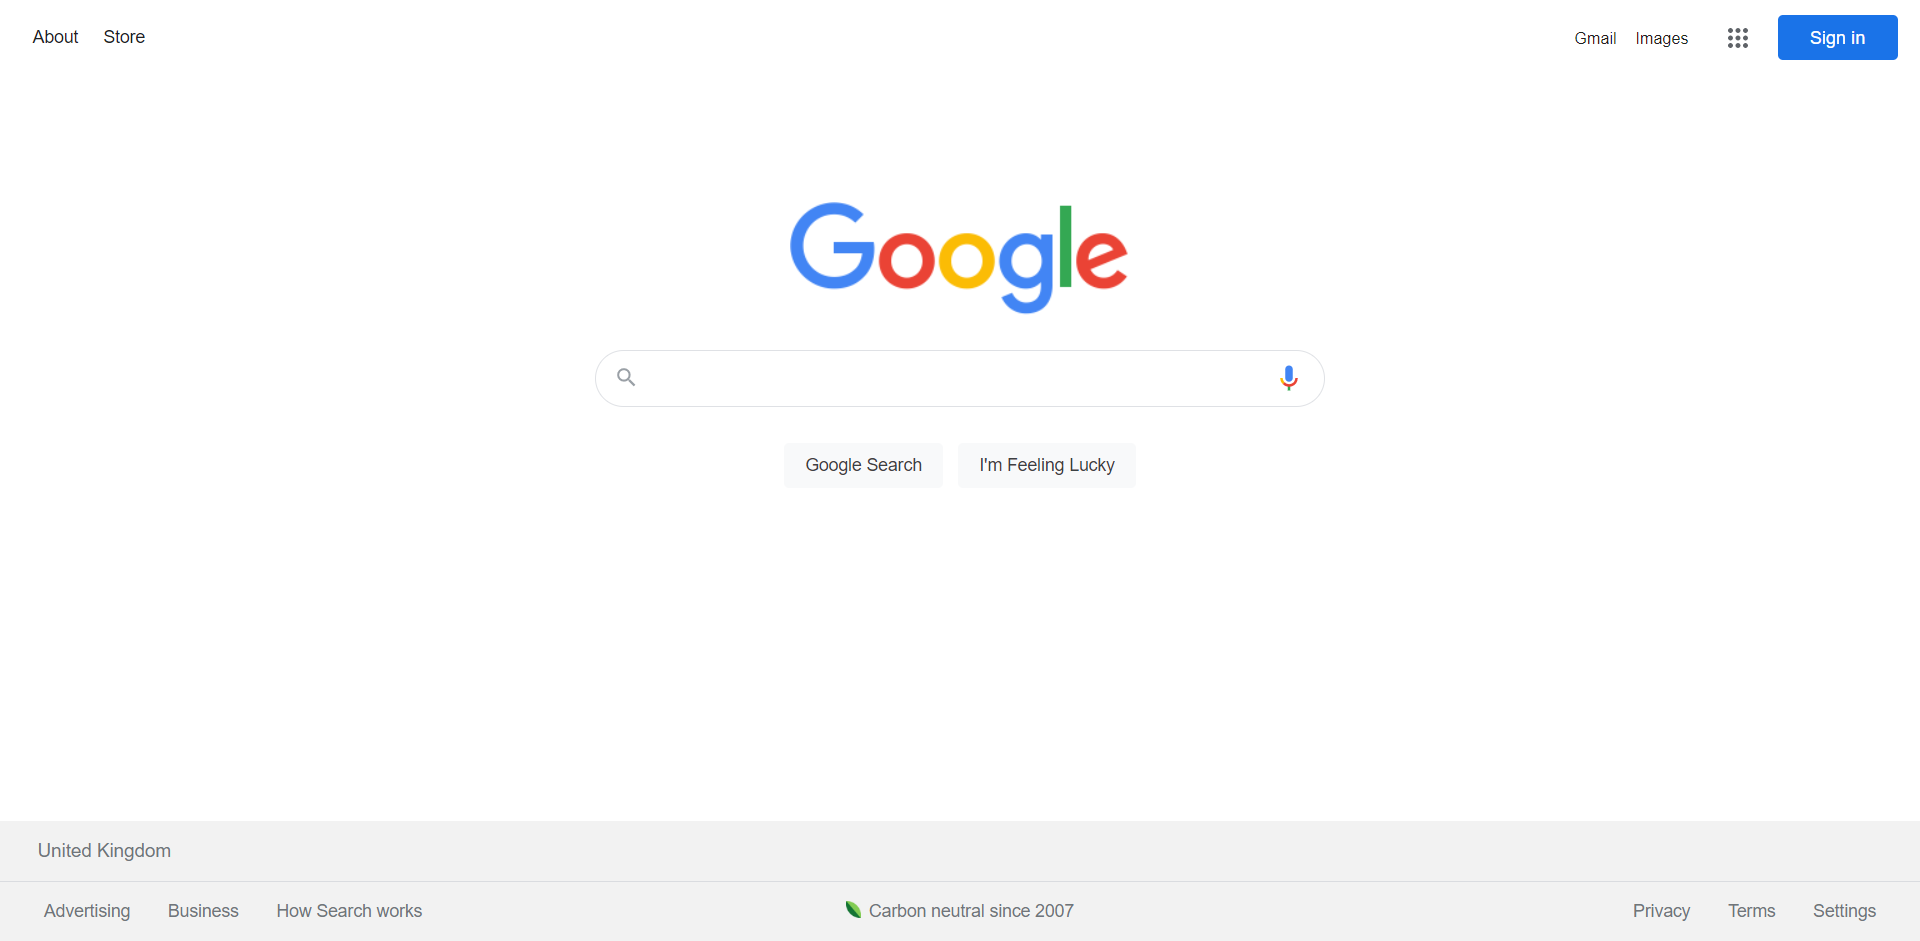 About Store Gmail Images Sign in
Google
Google Search I'm Feeling Lucky
United Kingdom
Advertising Business How Search works Carbon neutral since 2007 Privacy Terms Settings